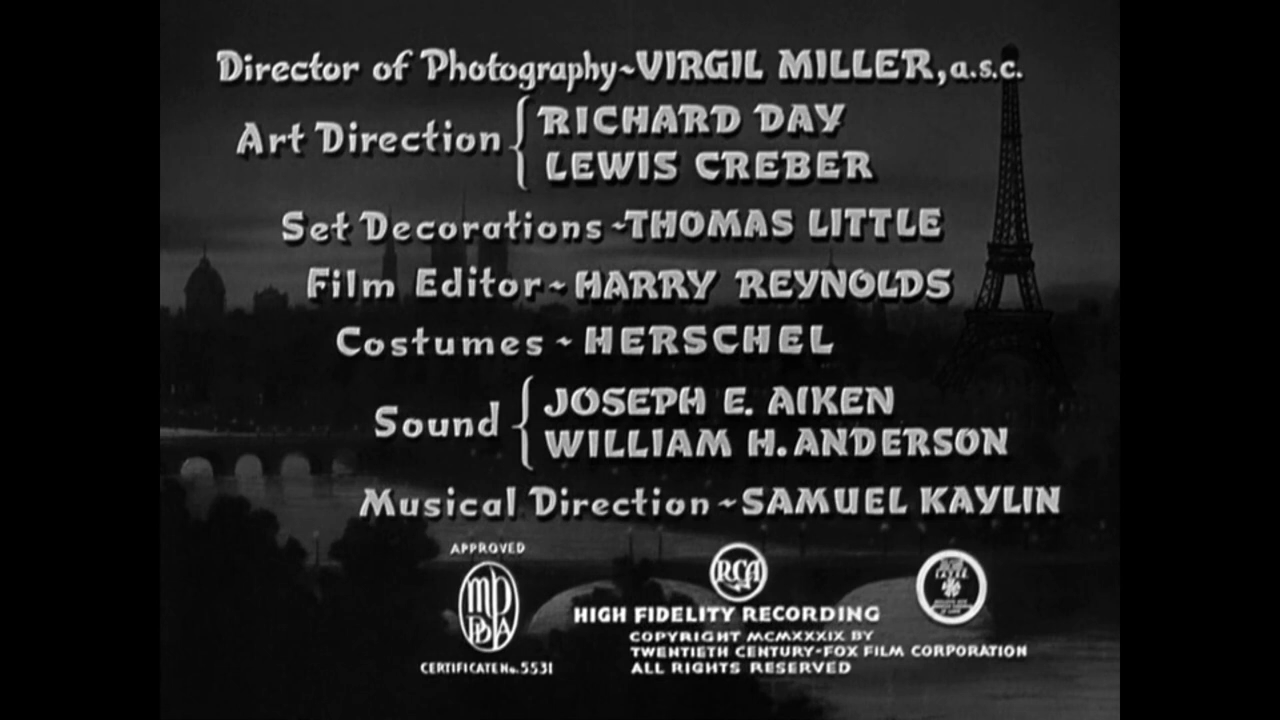 Director of Photography~VIRGIL MILLER, a.s.c.
Art Direction { RICHARD DAY
LEWIS CREBER
Set Decorations~THOMAS LITTLE
Film Editor~HARRY REYNOLDS
Costumes~HERSCHEL
Sound { JOSEPH E. AIKEN
WILLIAM H. ANDERSON
Musical Direction~SAMUEL KAYLIN
APPROVED
MPPDA
CERTIFICATE No. 5531
RCA
HIGH FIDELITY RECORDING
COPYRIGHT MCMXXXIX BY
TWENTIETH CENTURY-FOX FILM CORPORATION
ALL RIGHTS RESERVED